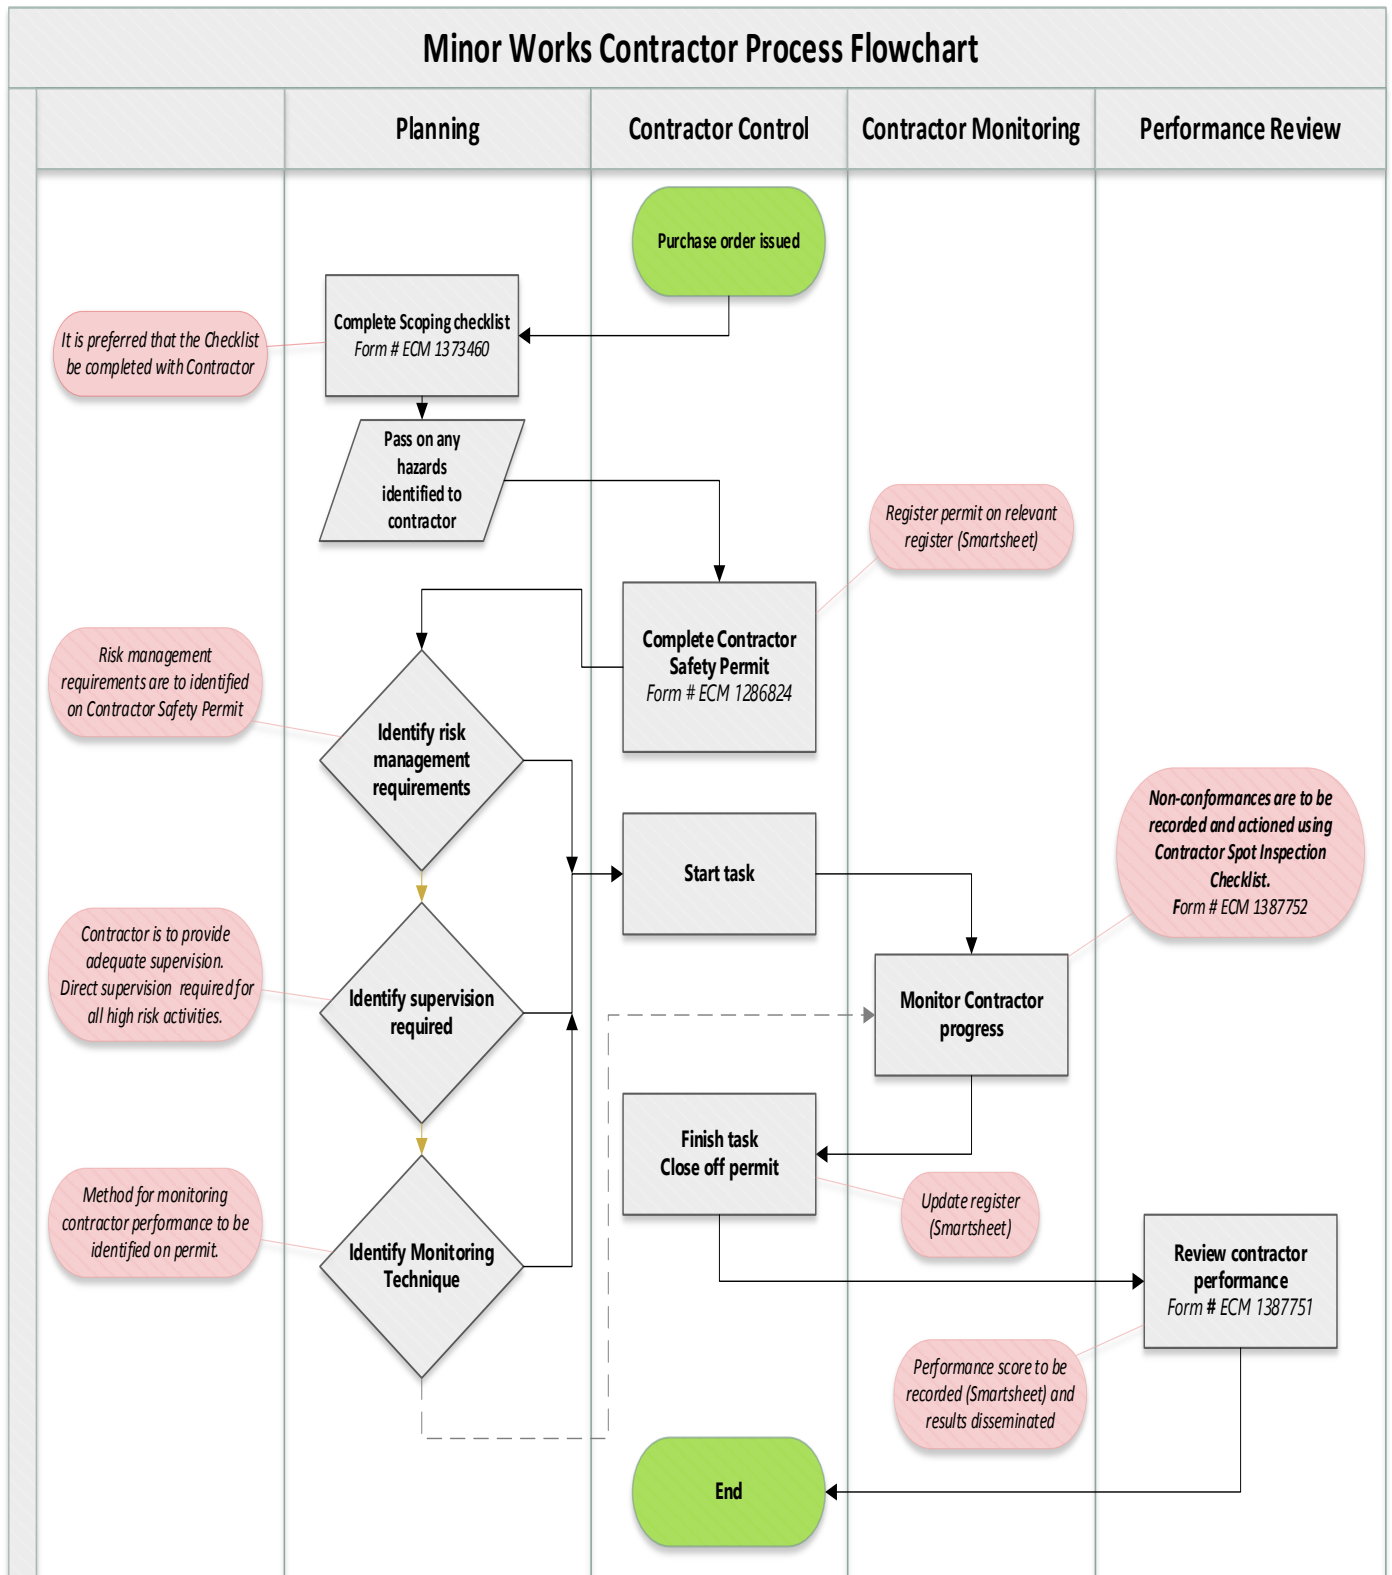 Minor Works Contractor Process Flowchart
Planning
Contractor Control
Contractor Monitoring
Performance Review
Purchase order issued
Complete Scoping checklist
Form # ECM 1373460
It is preferred that the Checklist
be completed with Contractor
Pass on any
hazards
identified to
contractor
Register permit on relevant
register (Smartsheet)
Complete Contractor
Safety Permit
Form # ECM 1286824
Risk management
requirements are to identified
on Contractor Safety Permit
Identify risk
management
requirements
Start task
Non-conformances are to be
recorded and actioned using
Contractor Spot Inspection
Checklist.
Form # ECM 1387752
Contractor is to provide
adequate supervision.
Direct supervision required for
all high risk activities.
Identify supervision
required
Monitor Contractor
progress
Finish task
Close off permit
Update register
(Smartsheet)
Method for monitoring
contractor performance to be
identified on permit.
Identify Monitoring
Technique
Review contractor
performance
Form # ECM 1387751
Performance score to be
recorded (Smartsheet) and
results disseminated
End